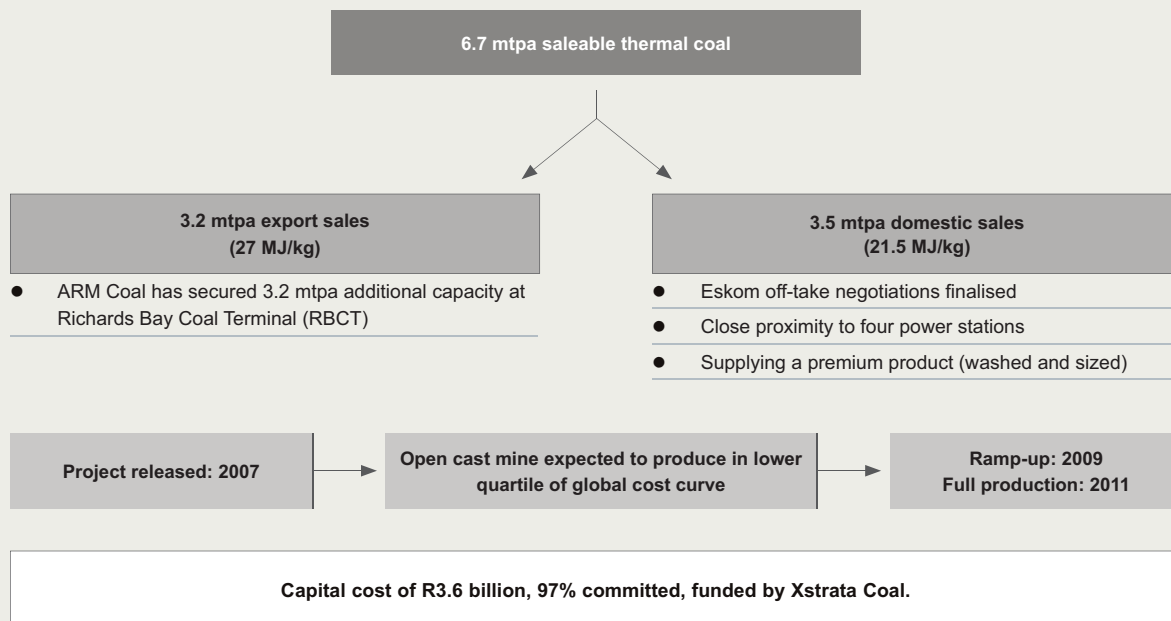 6.7 mtpa saleable thermal coal
3.2 mtpa export sales
(27 MJ/kg)
● ARM Coal has secured 3.2 mtpa additional capacity at
Richards Bay Coal Terminal (RBCT)
3.5 mtpa domestic sales
(21.5 MJ/kg)
● Eskom off-take negotiations finalised
● Close proximity to four power stations
● Supplying a premium product (washed and sized)
Project released: 2007
Open cast mine expected to produce in lower
quartile of global cost curve
Ramp-up: 2009
Full production: 2011
Capital cost of R3.6 billion, 97% committed, funded by Xstrata Coal.